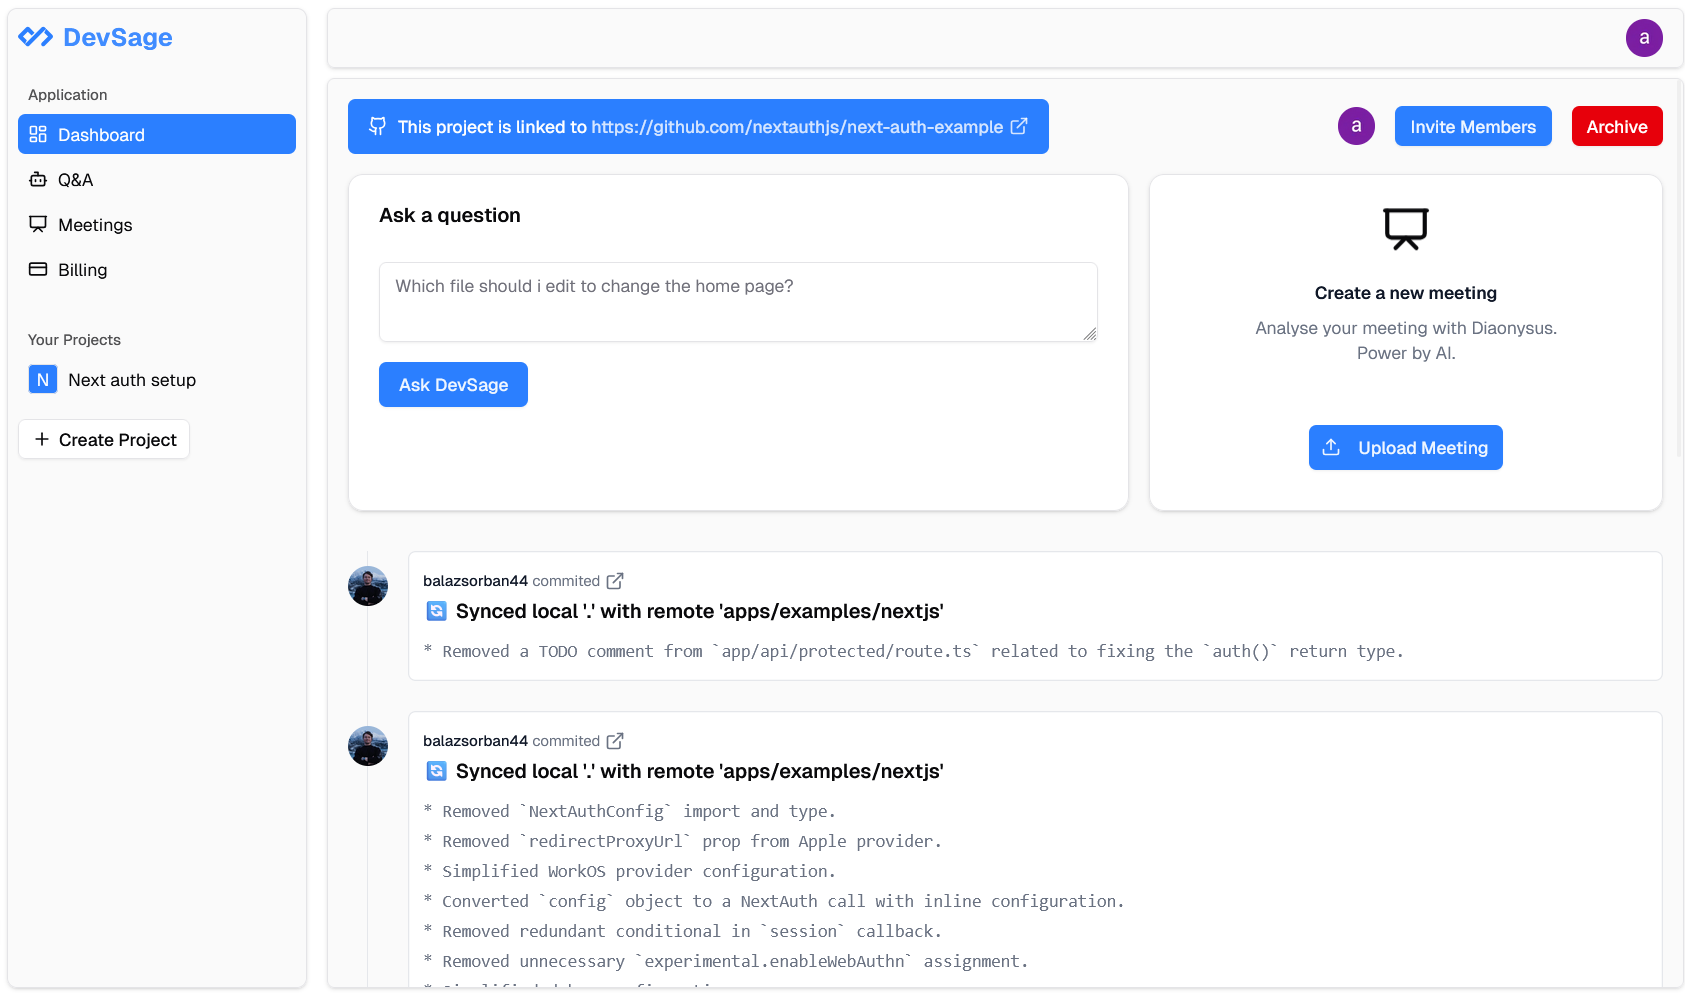 DevSage
a
Application
Dashboard
Q&A
Meetings
Billing
Your Projects
N Next auth setup
Create Project
This project is linked to https://github.com/nextauthjs/next-auth-example
a
Invite Members
Archive
Ask a question
Which file should i edit to change the home page?
Ask DevSage
Create a new meeting
Analyse your meeting with Diaonysus.
Power by AI.
Upload Meeting
balazsorban44 commited
Synced local '.' with remote 'apps/examples/nextjs'
* Removed a TODO comment from `app/api/protected/route.ts` related to fixing the `auth()` return type.
balazsorban44 commited
Synced local '.' with remote 'apps/examples/nextjs'
* Removed `NextAuthConfig` import and type.
* Removed `redirectProxyUrl` prop from Apple provider.
* Simplified WorkOS provider configuration.
* Converted `config` object to a NextAuth call with inline configuration.
* Removed redundant conditional in `session` callback.
* Removed unnecessary `experimental.enableWebAuthn` assignment.